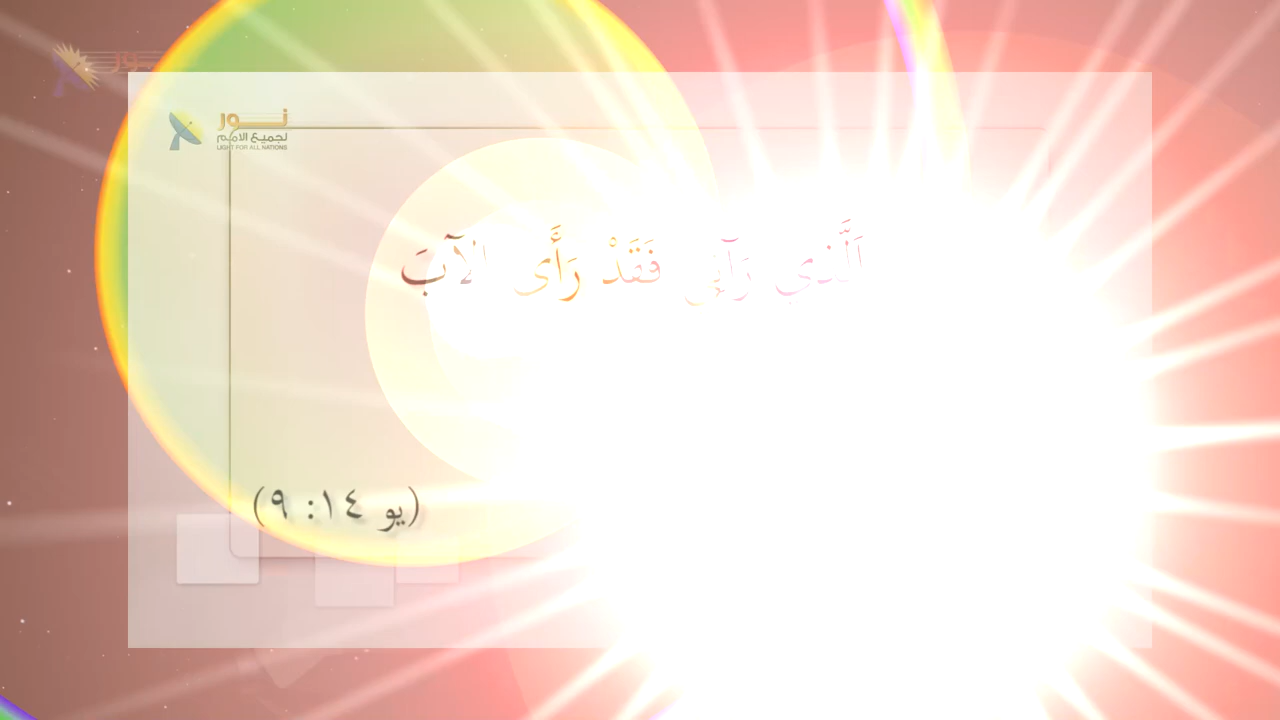 نور
لجميع الامم
LIGHT FOR ALL NATIONS
اَلَّذِي رَآنِي فَقَدْ رَأَى الآبَ
(يو ١٤: ٩)